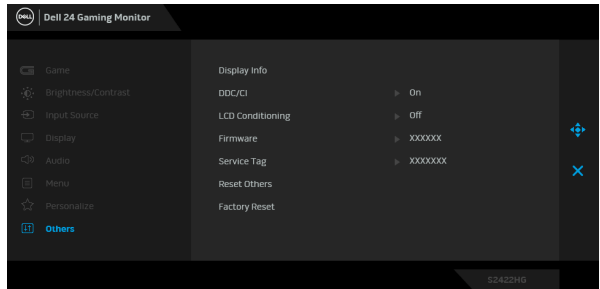 DELL Dell 24 Gaming Monitor
Game
Brightness/Contrast
Input Source
Display
Audio
Menu
Personalize
Others
Display Info
DDC/CI On
LCD Conditioning Off
Firmware XXXXXX
Service Tag XXXXXXX
Reset Others
Factory Reset
S2422HG